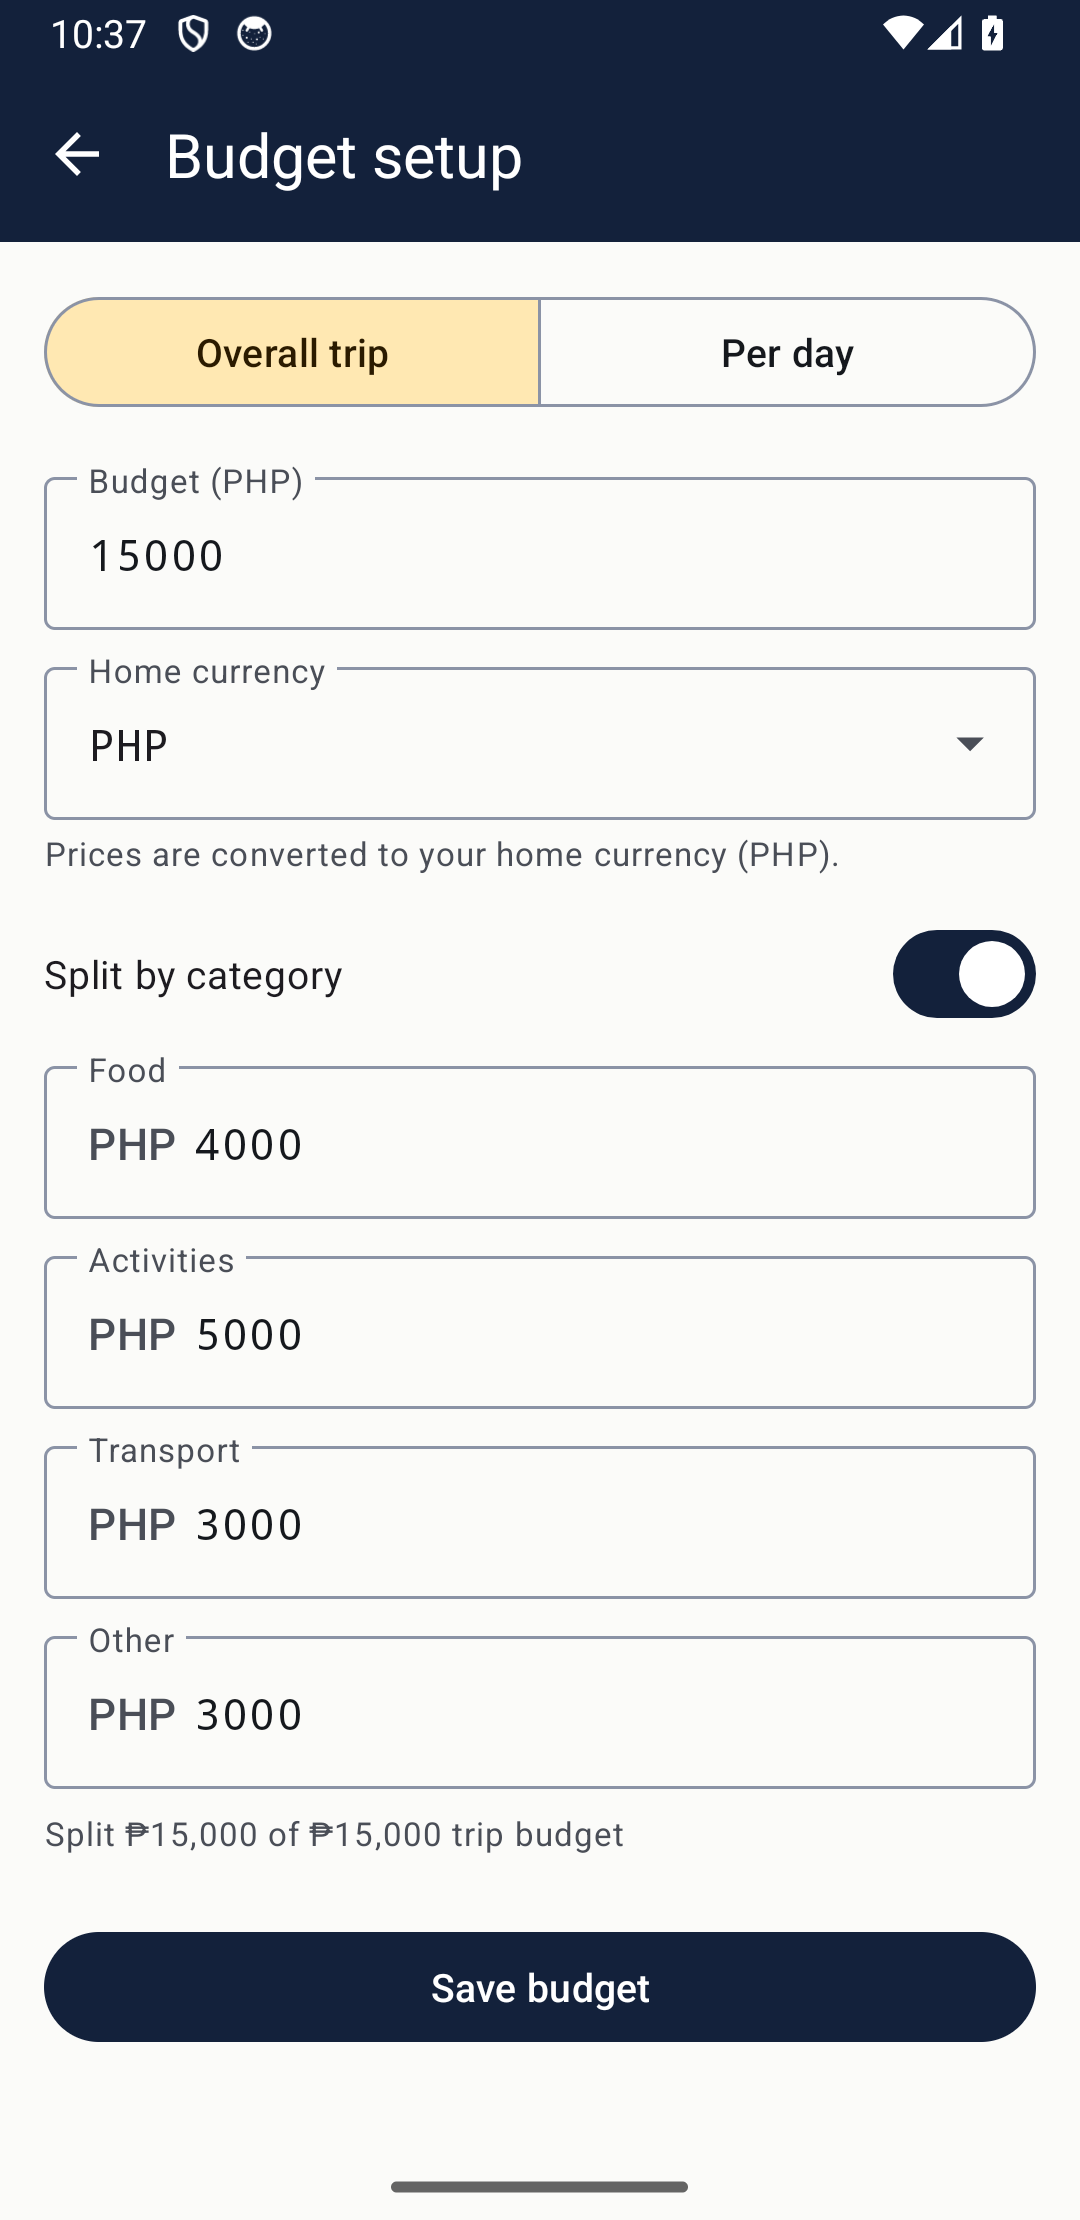 10:37
Budget setup
Overall trip
Per day
Budget (PHP)
15000
Home currency
PHP
Prices are converted to your home currency (PHP).
Split by category
Food
PHP 4000
Activities
PHP 5000
Transport
PHP 3000
Other
PHP 3000
Split ₱15,000 of ₱15,000 trip budget
Save budget